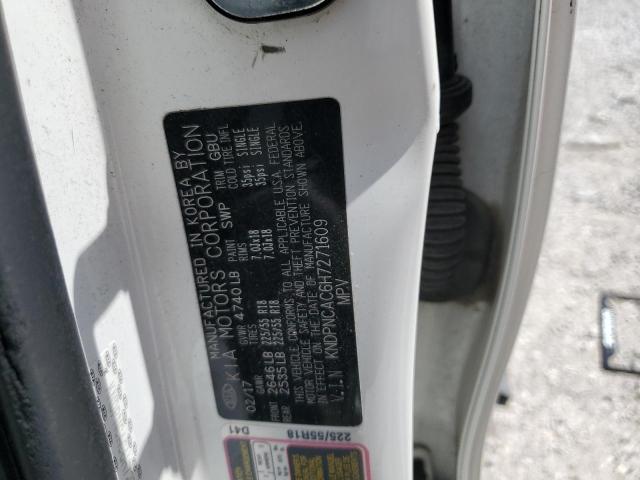 MANUFACTURED IN KOREA BY
KIA MOTORS CORPORATION
02/17 GVWR 4740LB PAINT SWP TRIM GBU
GAWR TIRES RIMS COLD TIRE INFL
FRONT 2646LB 225/55 R18 7.0Jx18 35psi SINGLE
REAR 2535LB 225/55 R18 7.0Jx18 35psi SINGLE
THIS VEHICLE CONFORMS TO ALL APPLICABLE U.S.A. FEDERAL
MOTOR VEHICLE SAFETY AND THEFT PREVENTION STANDARDS
IN EFFECT ON THE DATE OF MANUFACTURE SHOWN ABOVE.
V.I.N KNDPNCAC6H7271609
MPV
D41
225/55R18